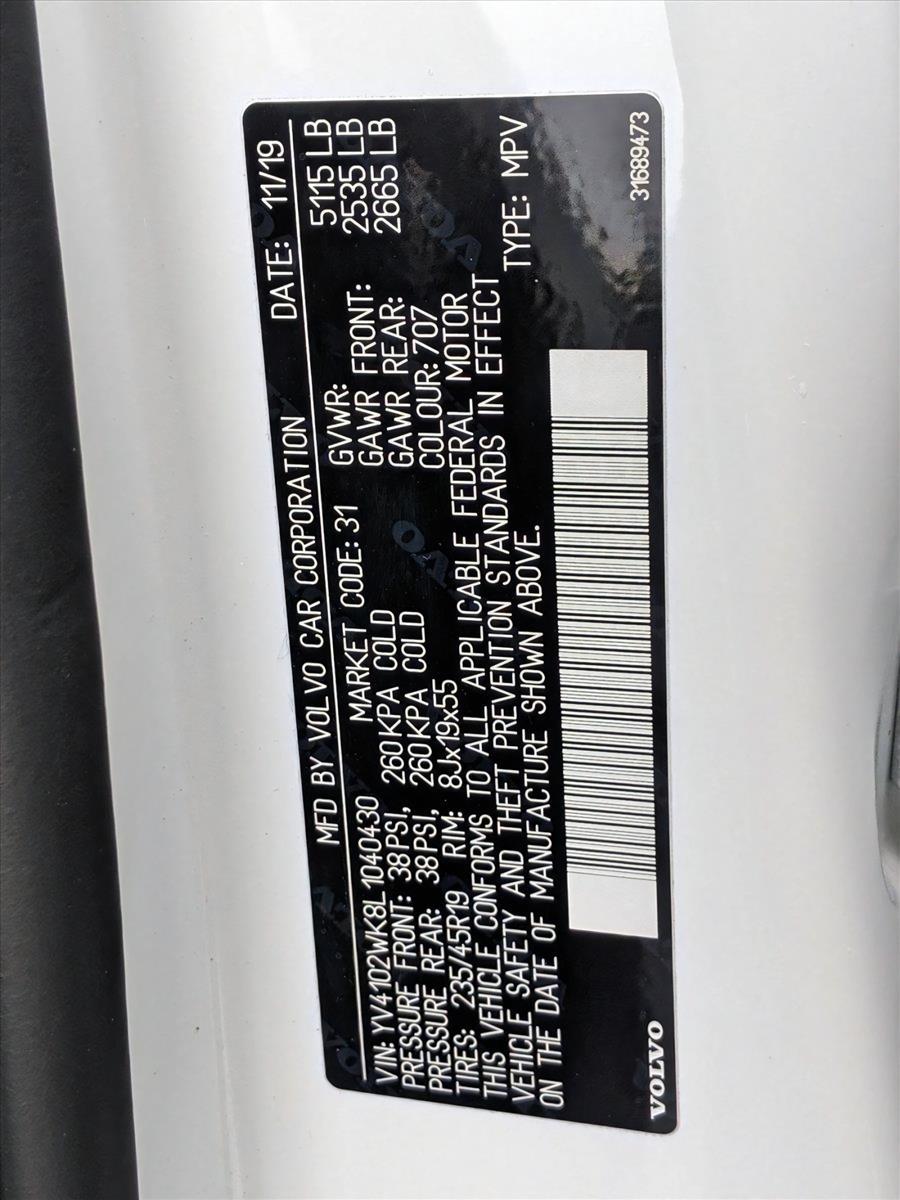 MFD BY VOLVO CAR CORPORATION DATE: 11/19
VIN: YV4102WK8L1040430 MARKET CODE: 31 GVWR: 5115 LB
PRESSURE FRONT: 38PSI, 260KPA COLD GAWR FRONT: 2535 LB
PRESSURE REAR: 38PSI, 260KPA COLD GAWR REAR: 2665 LB
TIRES: 235/45R19 RIM: 8Jx19x55 COLOUR: 707
THIS VEHICLE CONFORMS TO ALL APPLICABLE FEDERAL MOTOR
VEHICLE SAFETY AND THEFT PREVENTION STANDARDS IN EFFECT
ON THE DATE OF MANUFACTURE SHOWN ABOVE. TYPE: MPV
VOLVO 31689473